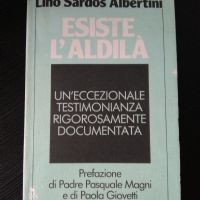 Lino Sardos Albertini
ESISTE
L'ALDILÀ
UN'ECCEZIONALE
TESTIMONIANZA
RIGOROSAMENTE
DOCUMENTATA
Prefazione
di Padre Pasquale Magni
e di Paola Giovetti